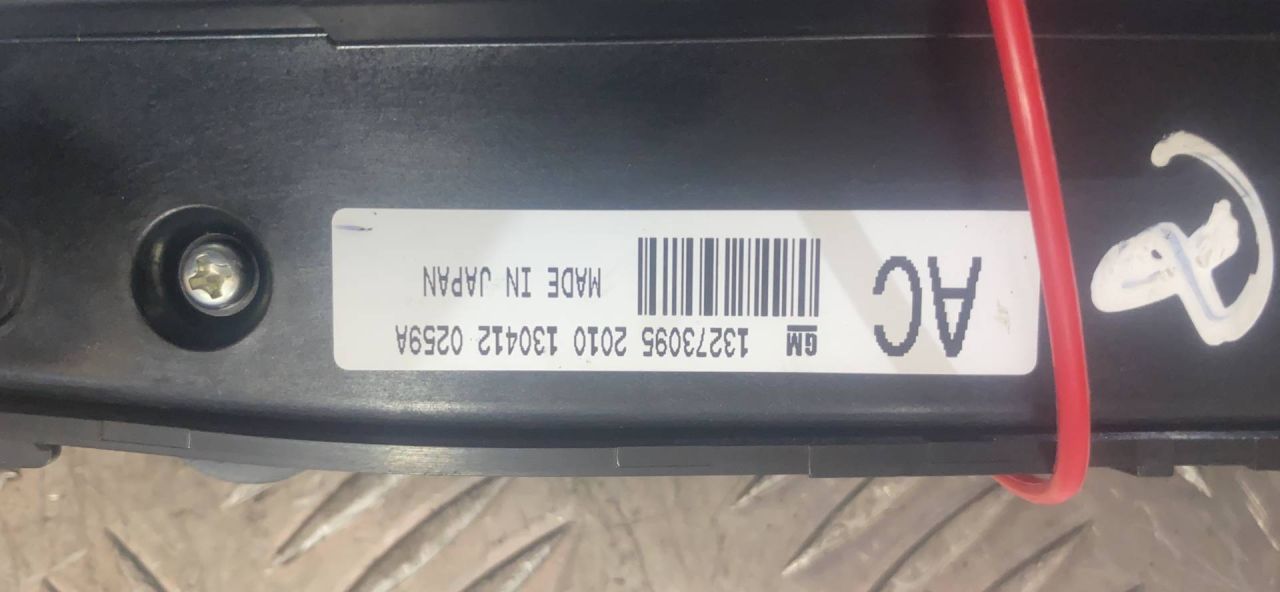 AC
GM 13273095 2010 130412 0259A
MADE IN JAPAN